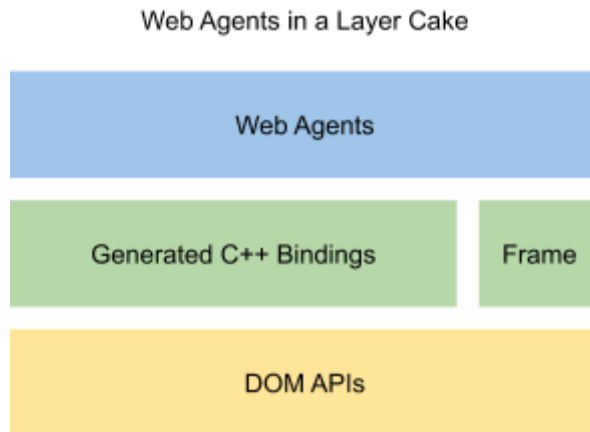 Web Agents in a Layer Cake
Web Agents
Generated C++ Bindings
Frame
DOM APIs